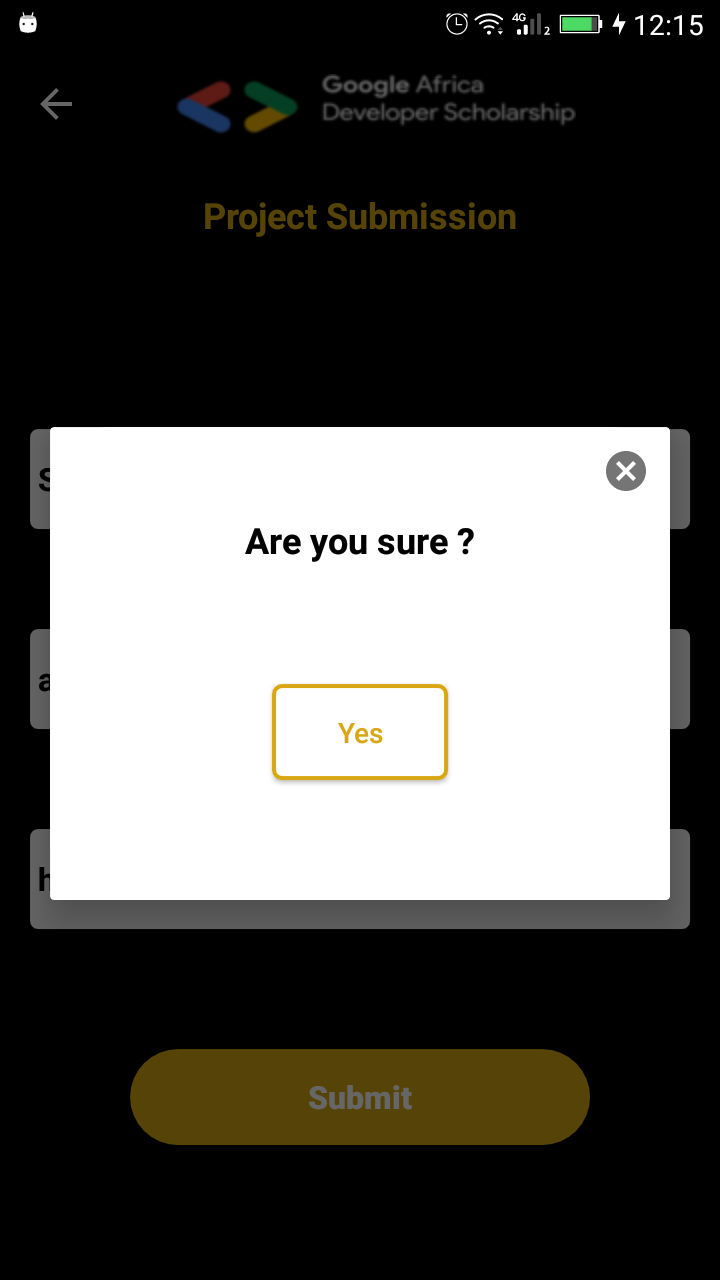 4G 2 12:15
Google Africa
Developer Scholarship
Project Submission
S
Are you sure ?
a
Yes
h
Submit